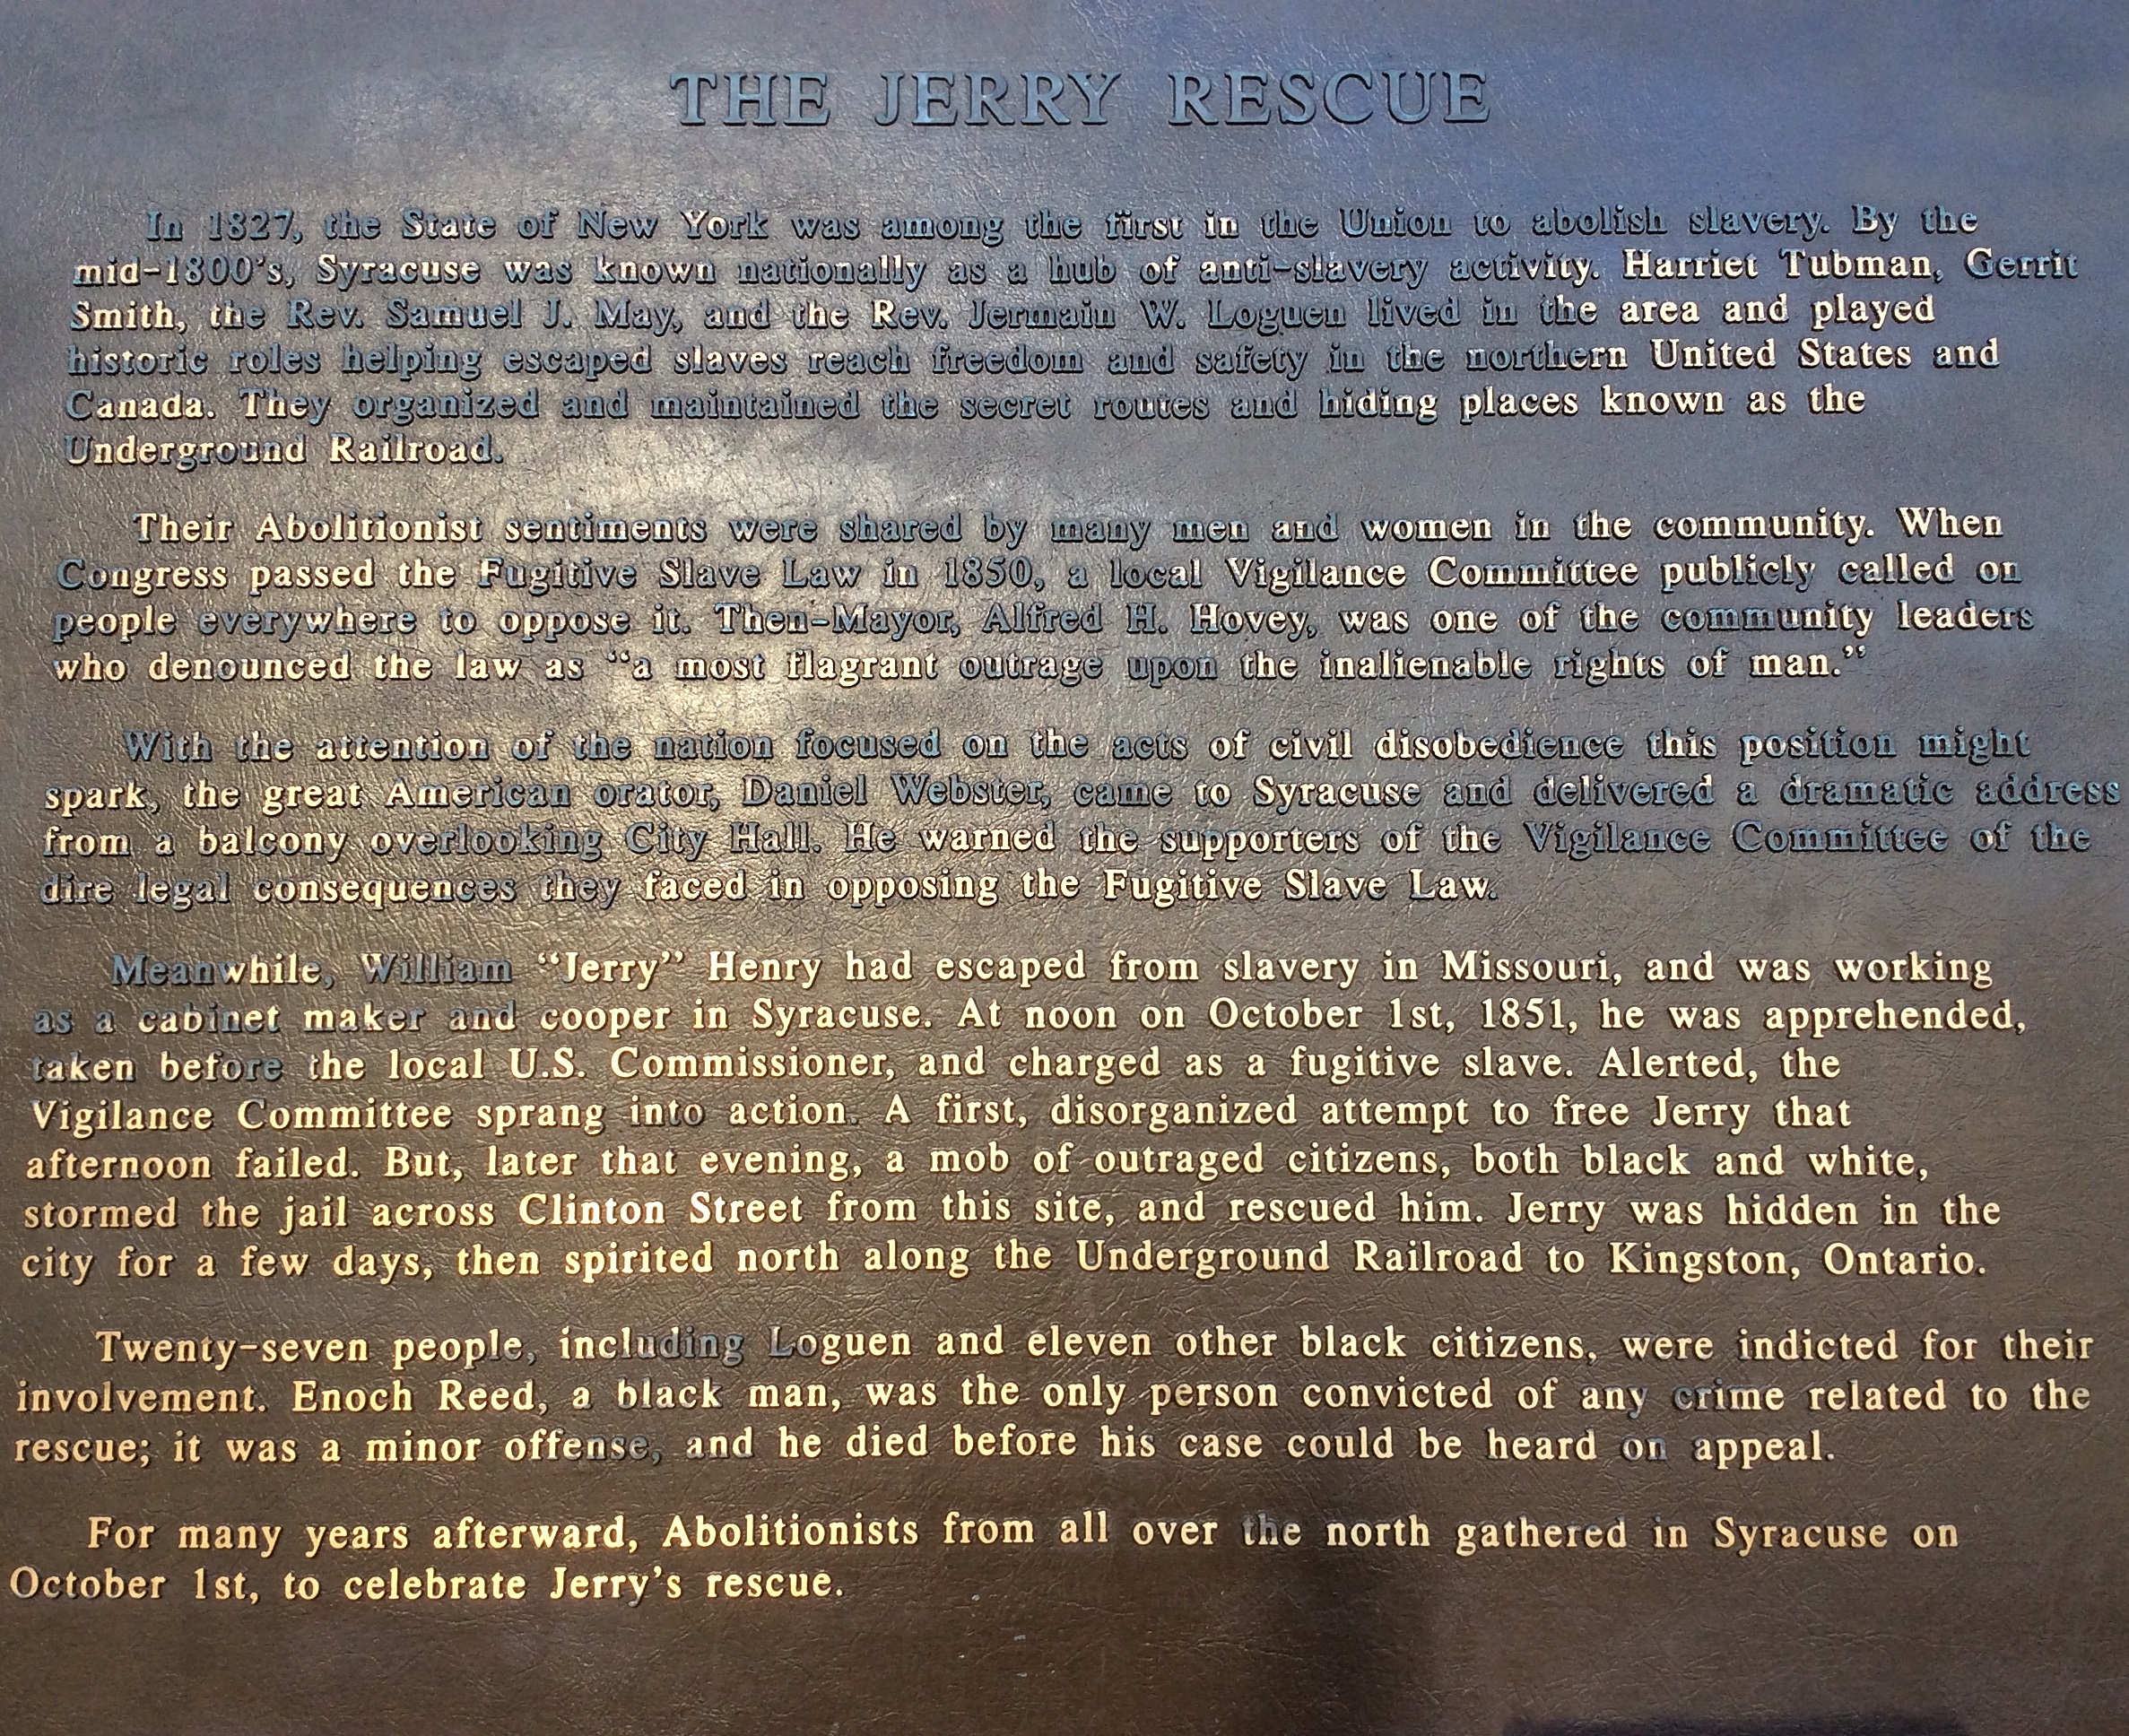 THE JERRY RESCUE
In 1827, the State of New York was among the first in the Union to abolish slavery. By the
mid-1800's, Syracuse was known nationally as a hub of anti-slavery activity. Harriet Tubman, Gerrit
Smith, the Rev. Samuel J. May, and the Rev. Jermain W. Loguen lived in the area and played
historic roles helping escaped slaves reach freedom and safety in the northern United States and
Canada. They organized and maintained the secret routes and hiding places known as the
Underground Railroad.
Their Abolitionist sentiments were shared by many men and women in the community. When
Congress passed the Fugitive Slave Law in 1850, a local Vigilance Committee publicly called on
people everywhere to oppose it. Then-Mayor, Alfred H. Hovey, was one of the community leaders
who denounced the law as “a most flagrant outrage upon the inalienable rights of man.”
With the attention of the nation focused on the acts of civil disobedience this position might
spark, the great American orator, Daniel Webster, came to Syracuse and delivered a dramatic address
from a balcony overlooking City Hall. He warned the supporters of the Vigilance Committee of the
dire legal consequences they faced in opposing the Fugitive Slave Law.
Meanwhile, William “Jerry” Henry had escaped from slavery in Missouri, and was working
as a cabinet maker and cooper in Syracuse. At noon on October 1st, 1851, he was apprehended,
taken before the local U.S. Commissioner, and charged as a fugitive slave. Alerted, the
Vigilance Committee sprang into action. A first, disorganized attempt to free Jerry that
afternoon failed. But, later that evening, a mob of outraged citizens, both black and white,
stormed the jail across Clinton Street from this site, and rescued him. Jerry was hidden in the
city for a few days, then spirited north along the Underground Railroad to Kingston, Ontario.
Twenty-seven people, including Loguen and eleven other black citizens, were indicted for their
involvement. Enoch Reed, a black man, was the only person convicted of any crime related to the
rescue; it was a minor offense, and he died before his case could be heard on appeal.
For many years afterward, Abolitionists from all over the north gathered in Syracuse on
October 1st, to celebrate Jerry's rescue.